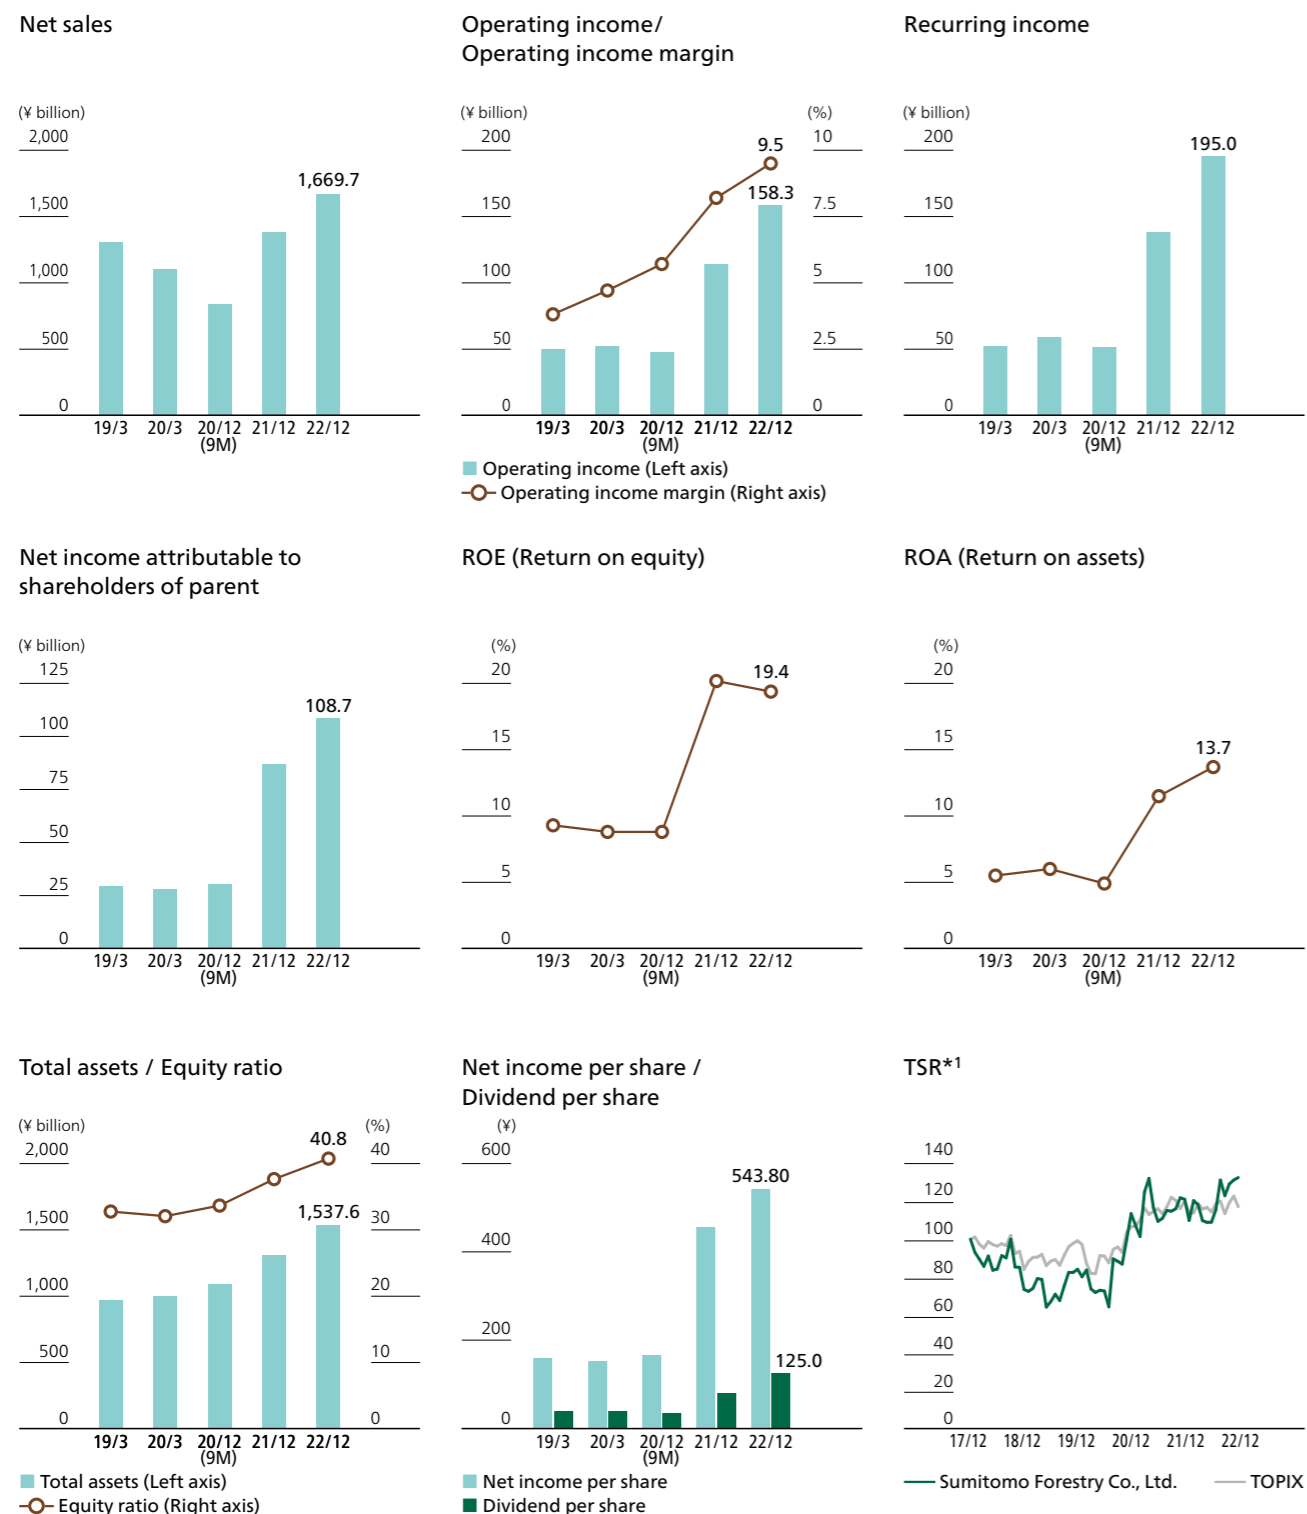 Net sales
(¥ billion)
2,000
1,500
1,000
500
0
1,669.7
19/3 20/3 20/12 21/12 22/12
(9M)
Operating income/
Operating income margin
(¥ billion)
(%)
200
150
100
50
0
10
7.5
5
2.5
0
9.5
158.3
19/3 20/3 20/12 21/12 22/12
(9M)
Operating income (Left axis)
Operating income margin (Right axis)
Recurring income
(¥ billion)
200
150
100
50
0
195.0
19/3 20/3 20/12 21/12 22/12
(9M)
Net income attributable to
shareholders of parent
(¥ billion)
125
100
75
50
25
0
108.7
19/3 20/3 20/12 21/12 22/12
(9M)
ROE (Return on equity)
(%)
20
15
10
5
0
19.4
19/3 20/3 20/12 21/12 22/12
(9M)
ROA (Return on assets)
(%)
20
15
10
5
0
13.7
19/3 20/3 20/12 21/12 22/12
(9M)
Total assets / Equity ratio
(¥ billion)
(%)
2,000
1,500
1,000
500
0
40
30
20
10
0
40.8
1,537.6
19/3 20/3 20/12 21/12 22/12
(9M)
Total assets (Left axis)
Equity ratio (Right axis)
Net income per share /
Dividend per share
(¥)
600
400
200
0
543.80
125.0
19/3 20/3 20/12 21/12 22/12
(9M)
Net income per share
Dividend per share
TSR*1
140
120
100
80
60
40
20
0
17/12 18/12 19/12 20/12 21/12 22/12
Sumitomo Forestry Co., Ltd. TOPIX